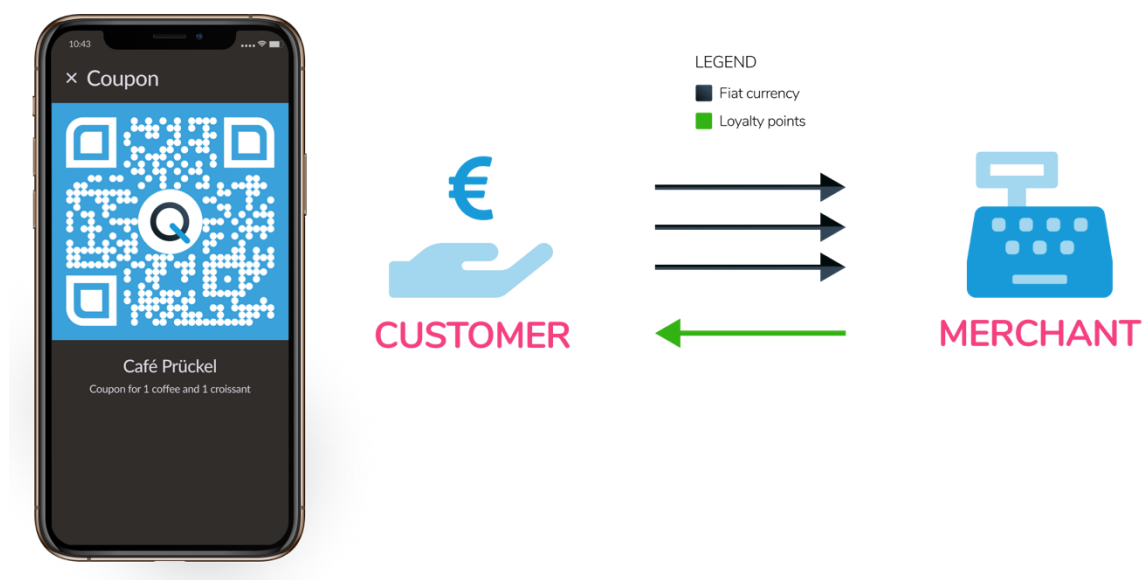 10:43
× Coupon
Café Prückel
Coupon for 1 coffee and 1 croissant
€
CUSTOMER
LEGEND
Fiat currency
Loyalty points
MERCHANT